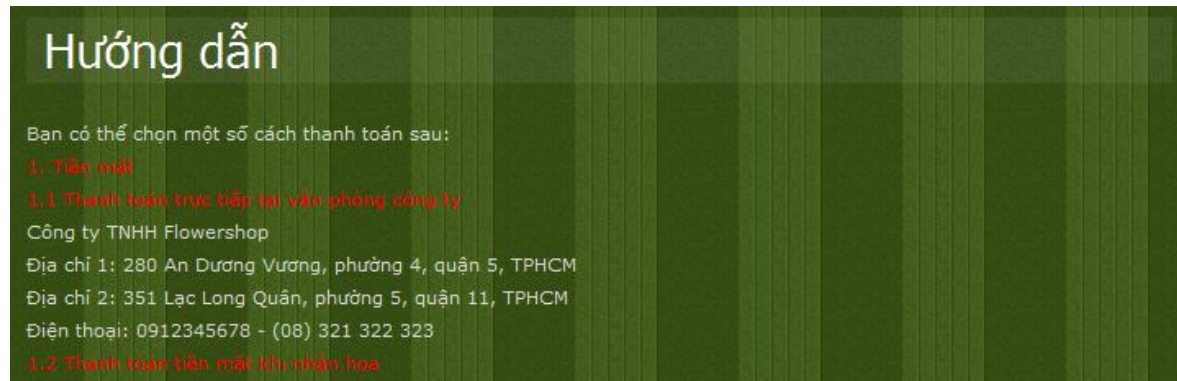 Hướng dẫn
Bạn có thể chọn một số cách thanh toán sau:
1. Tiền mặt
1.1 Thanh toán trực tiếp tại văn phòng công ty
Công ty TNHH Flowershop
Địa chỉ 1: 280 An Dương Vương, phường 4, quận 5, TPHCM
Địa chỉ 2: 351 Lạc Long Quân, phường 5, quận 11, TPHCM
Điện thoại: 0912345678 - (08) 321 322 323
1.2 Thanh toán tiền mặt khi nhận hoa